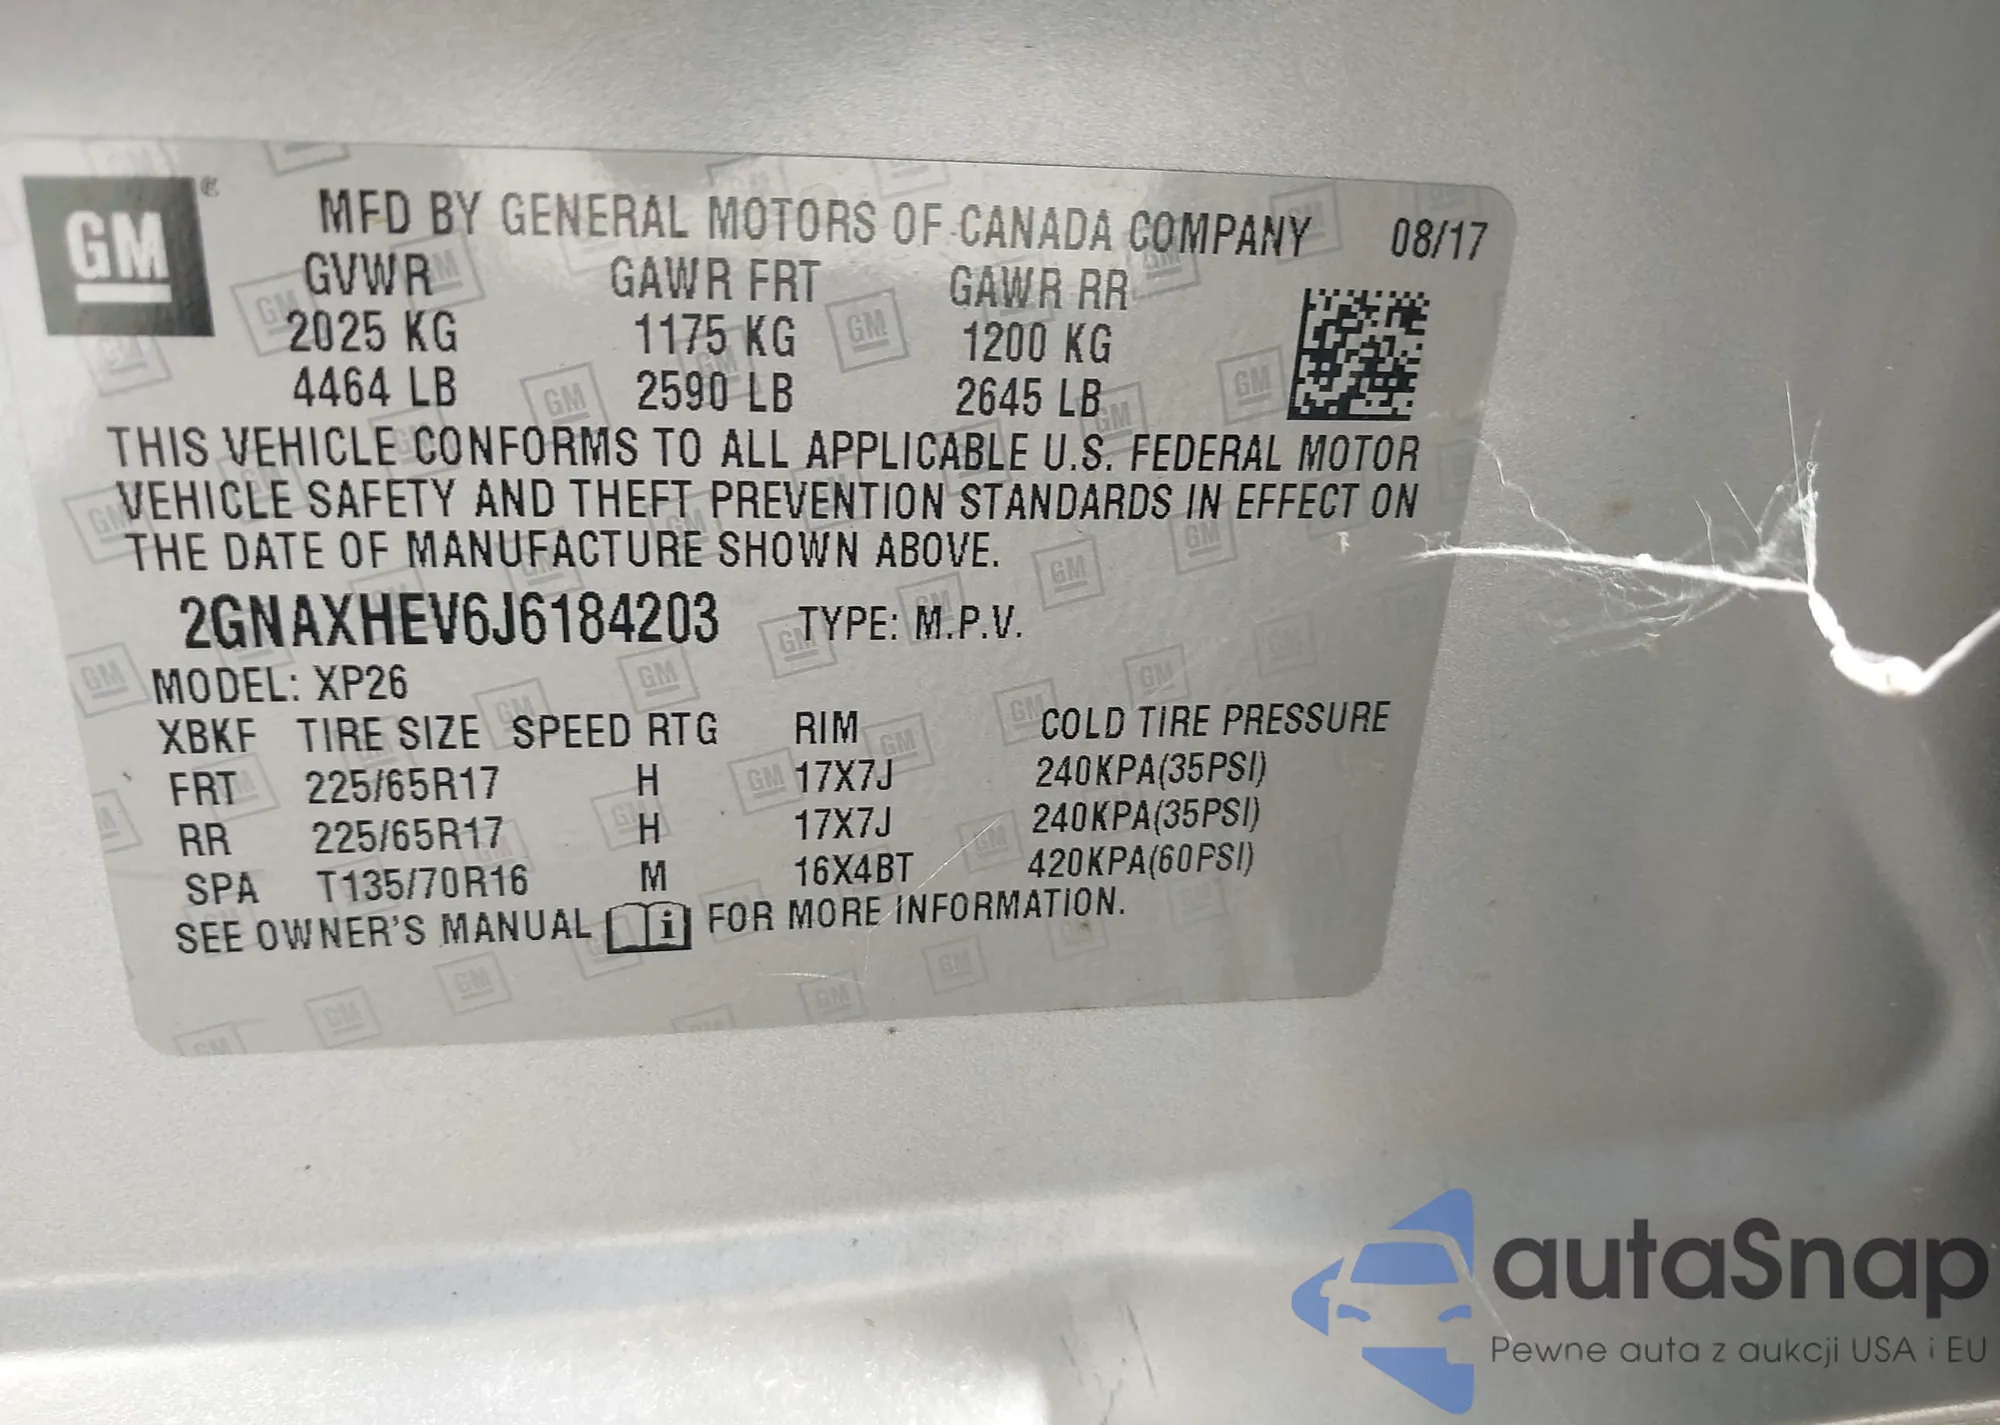 GM®
MFD BY GENERAL MOTORS OF CANADA COMPANY 08/17
GVWR GAWR FRT GAWR RR
2025 KG 1175 KG 1200 KG
4464 LB 2590 LB 2645 LB
THIS VEHICLE CONFORMS TO ALL APPLICABLE U.S. FEDERAL MOTOR
VEHICLE SAFETY AND THEFT PREVENTION STANDARDS IN EFFECT ON
THE DATE OF MANUFACTURE SHOWN ABOVE.
2GNAXHEV6J6184203 TYPE: M.P.V.
MODEL: XP26
XBKF TIRE SIZE SPEED RTG RIM COLD TIRE PRESSURE
FRT 225/65R17 H 17X7J 240KPA(35PSI)
RR 225/65R17 H 17X7J 240KPA(35PSI)
SPA T135/70R16 M 16X4BT 420KPA(60PSI)
SEE OWNER'S MANUAL i FOR MORE INFORMATION.
autaSnap
Pewne auta z aukcji USA i EU